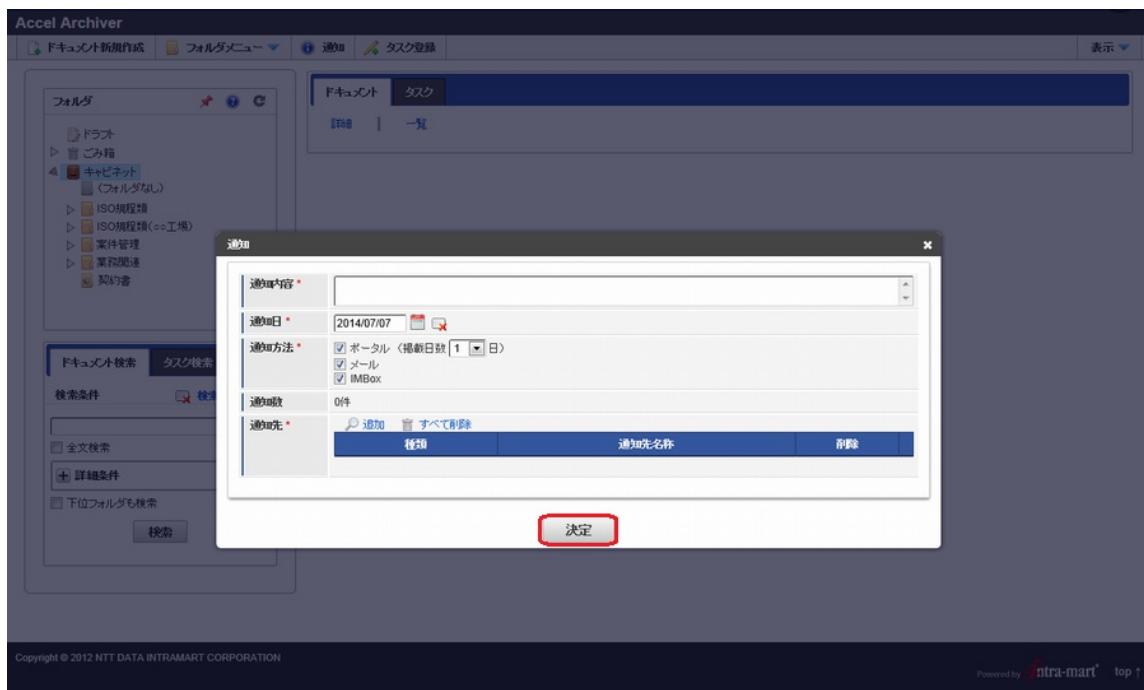 Accel Archiver
ドキュメント新規作成 フォルダメニュー 通知 タスク登録 表示
フォルダ
ドラフト
ごみ箱
キャビネット
(フォルダなし)
ISO規程類
ISO規程類(○○工場)
案件管理
業務関連
契約書
ドキュメント タスク
詳細 | 一覧
ドキュメント検索 タスク検索
検索条件 検索
全文検索
詳細条件
下位フォルダも検索
検索
通知 ×
通知内容 *
通知日 * 2014/07/07
通知方法 * ポータル (掲載日数 1 日)
メール
IMBox
通知数 0件
通知先 * 追加 すべて削除
種類 通知先名称 削除
決定
Copyright © 2012 NTT DATA INTRAMART CORPORATION
Powered by intra-mart top ↑